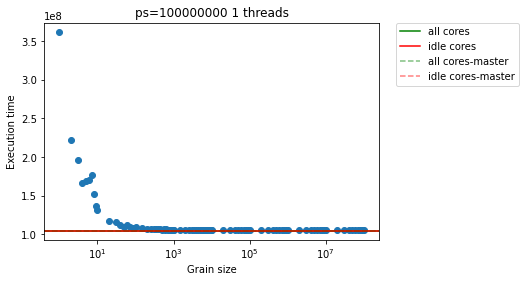 ps=100000000 1 threads
1e8
3.5
3.0
2.5
2.0
1.5
1.0
Execution time
10^1
10^3
10^5
10^7
Grain size
all cores
idle cores
all cores-master
idle cores-master